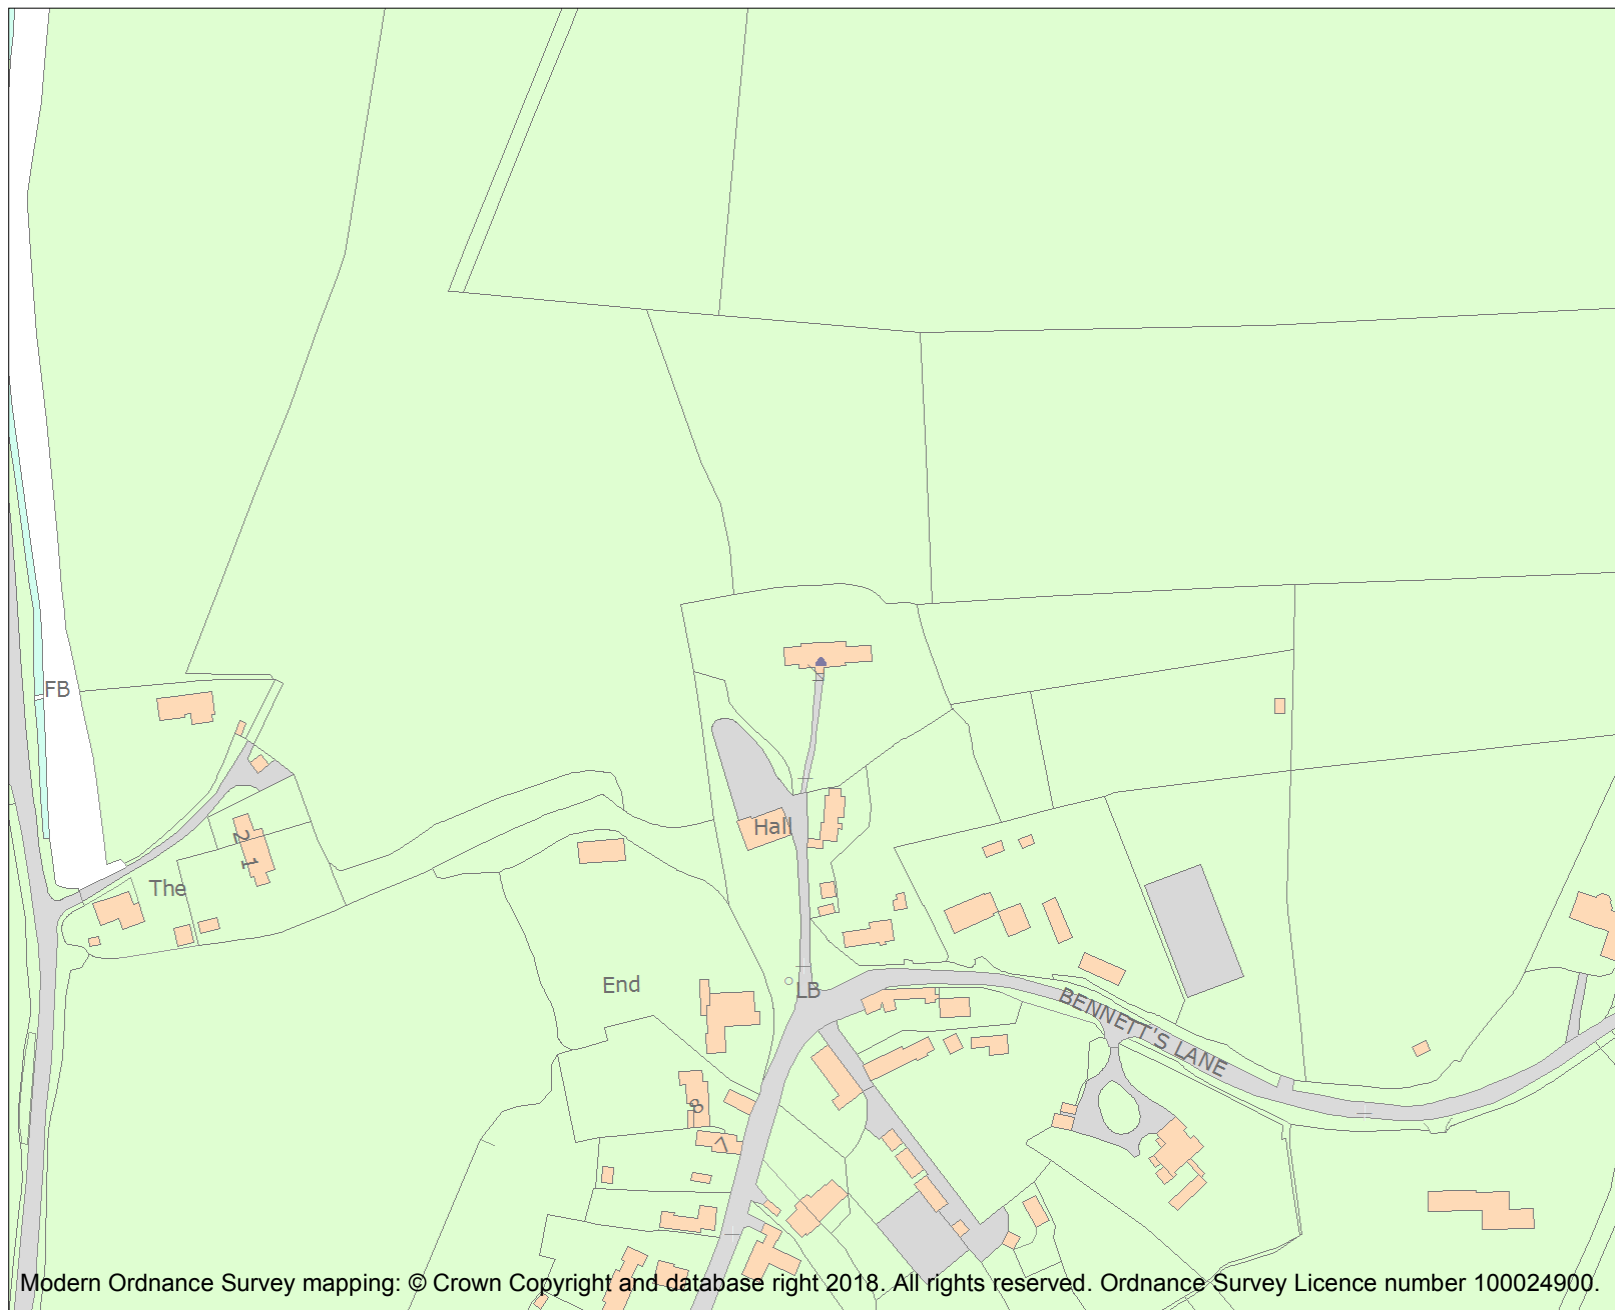 FB
Hall
2
1
The
End
LB
BENNETT'S LANE
8
7
Modern Ordnance Survey mapping: © Crown Copyright and database right 2018. All rights reserved. Ordnance Survey Licence number 100024900.